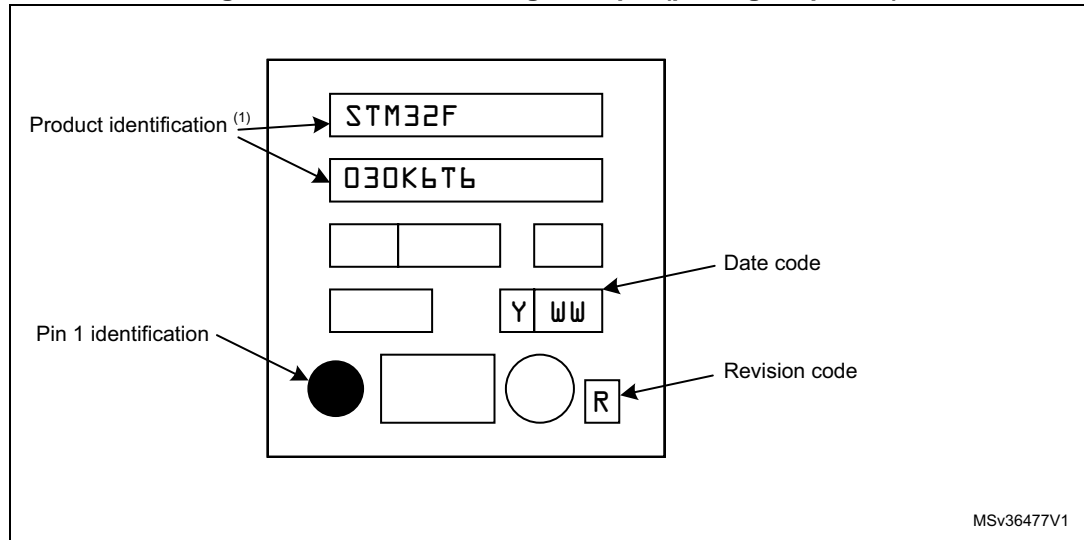 Product identification (1)
STM32F
030K6T6
Date code
Y WW
Pin 1 identification
Revision code
R
MSv36477V1